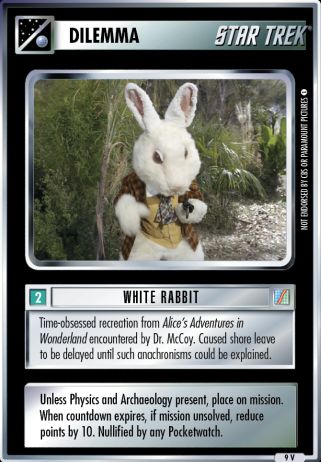 DILEMMA
STAR TREK
NOT ENDORSED BY CBS OR PARAMOUNT PICTURES
2
WHITE RABBIT
Time-obsessed recreation from Alice's Adventures in
Wonderland encountered by Dr. McCoy. Caused shore leave
to be delayed until such anachronisms could be explained.
Unless Physics and Archaeology present, place on mission.
When countdown expires, if mission unsolved, reduce
points by 10. Nullified by any Pocketwatch.
9 V